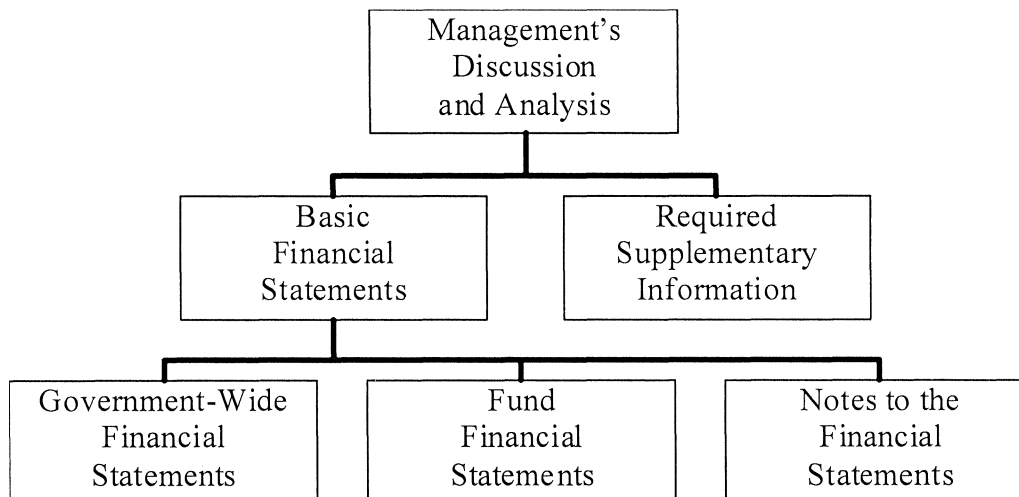 Management's
Discussion
and Analysis
Basic
Financial
Statements
Required
Supplementary
Information
Government-Wide
Financial
Statements
Fund
Financial
Statements
Notes to the
Financial
Statements